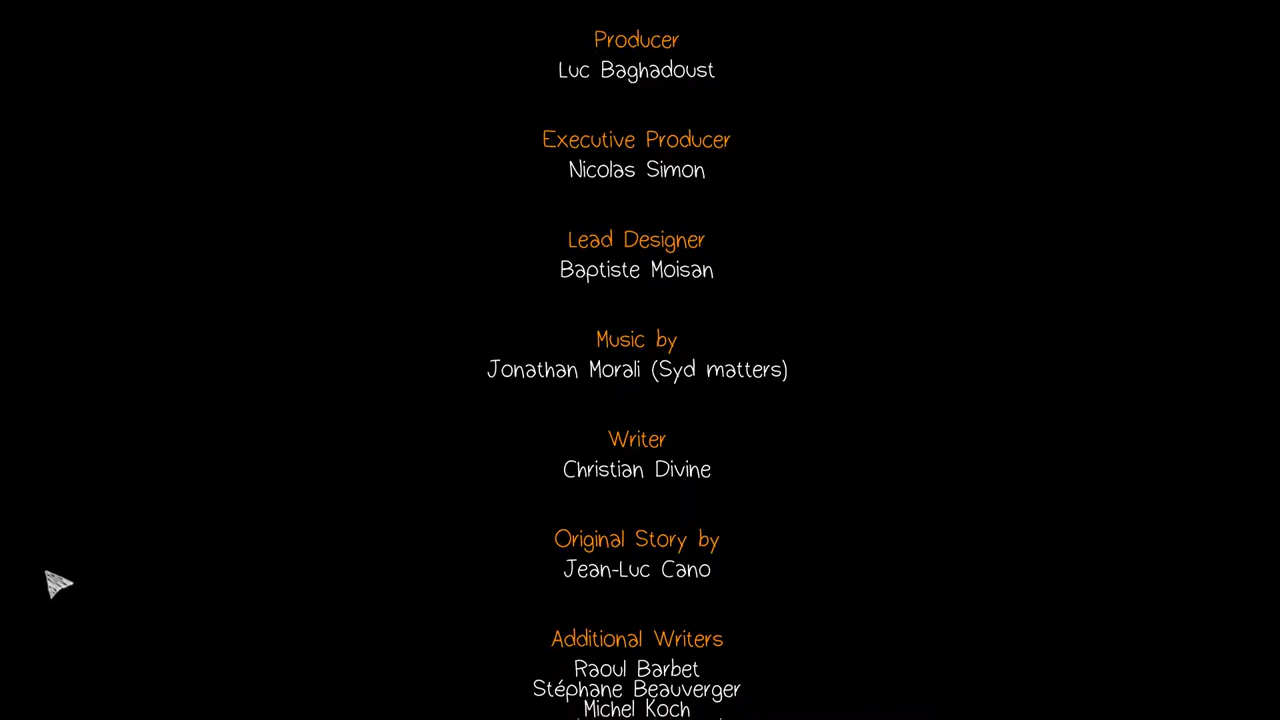 Producer
Luc Baghadoust
Executive Producer
Nicolas Simon
Lead Designer
Baptiste Moisan
Music by
Jonathan Morali (Syd matters)
Writer
Christian Divine
Original Story by
Jean-Luc Cano
Additional Writers
Raoul Barbet
Stéphane Beauverger
Michel Koch